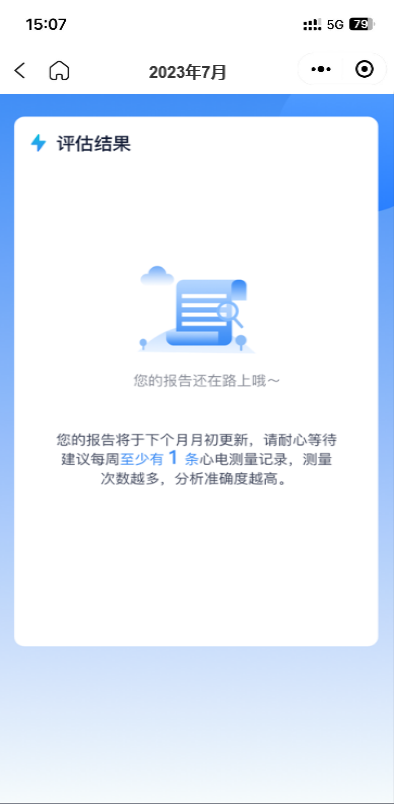 15:07
5G
79
2023年7月
评估结果
您的报告还在路上哦～
您的报告将于下个月月初更新，请耐心等待
建议每周至少有 1 条心电测量记录，测量
次数越多，分析准确度越高。